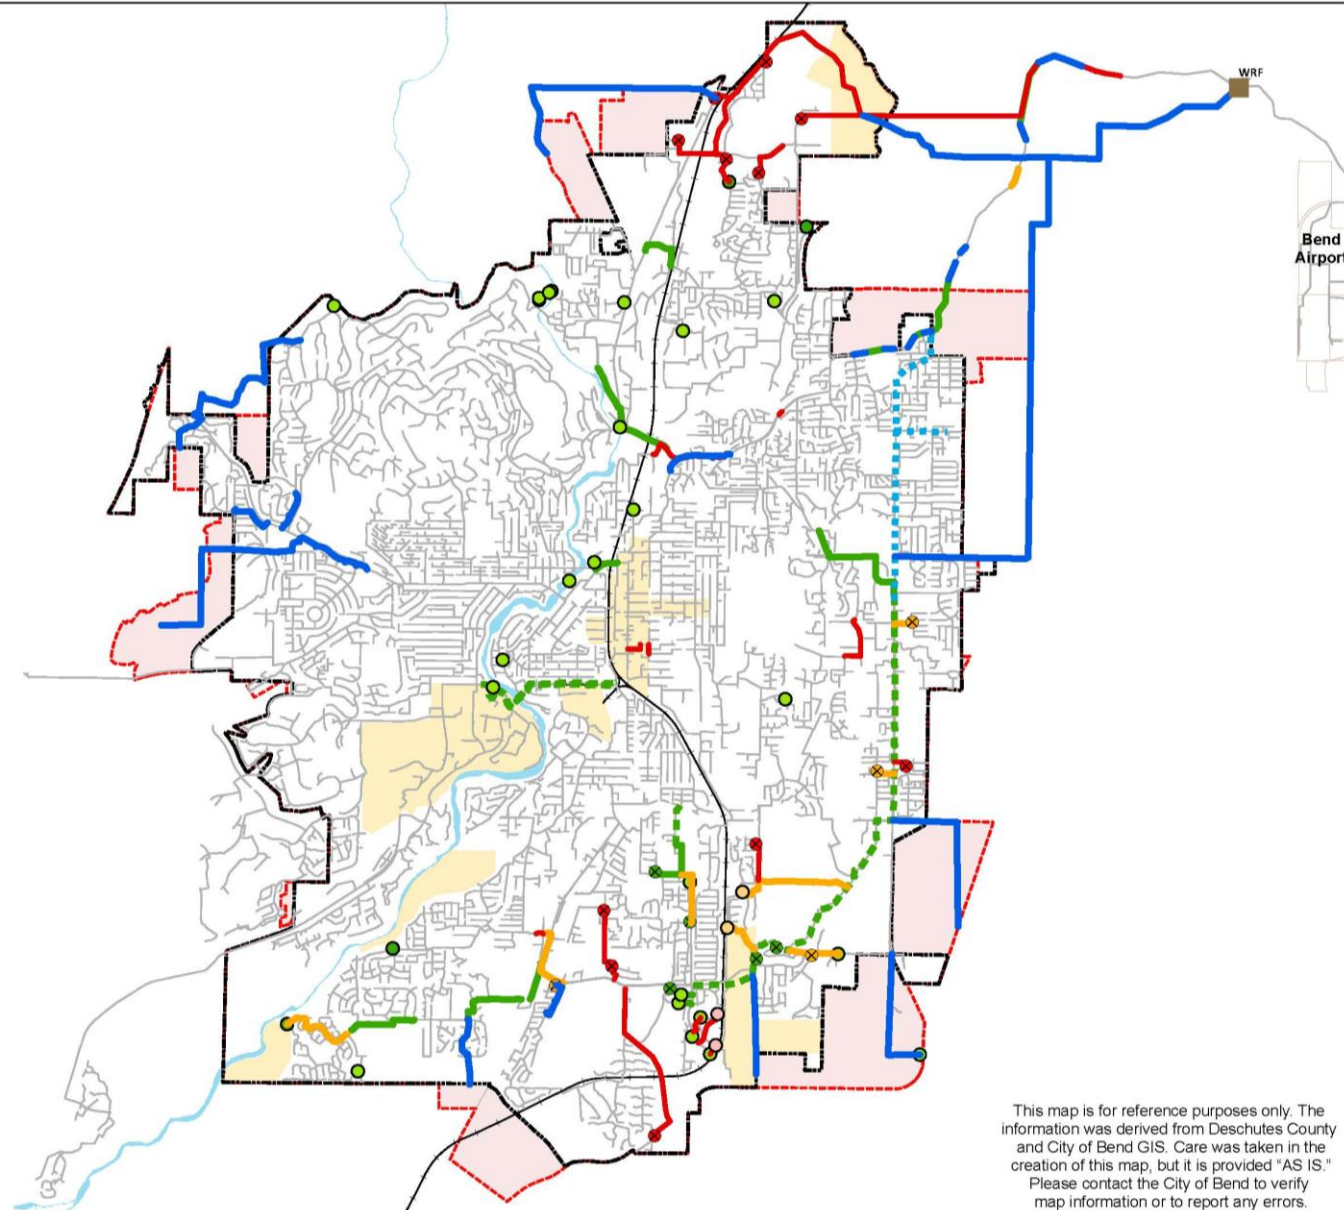 WRF
Bend
Airport
This map is for reference purposes only. The
information was derived from Deschutes County
and City of Bend GIS. Care was taken in the
creation of this map, but it is provided “AS IS.”
Please contact the City of Bend to verify
map information or to report any errors.